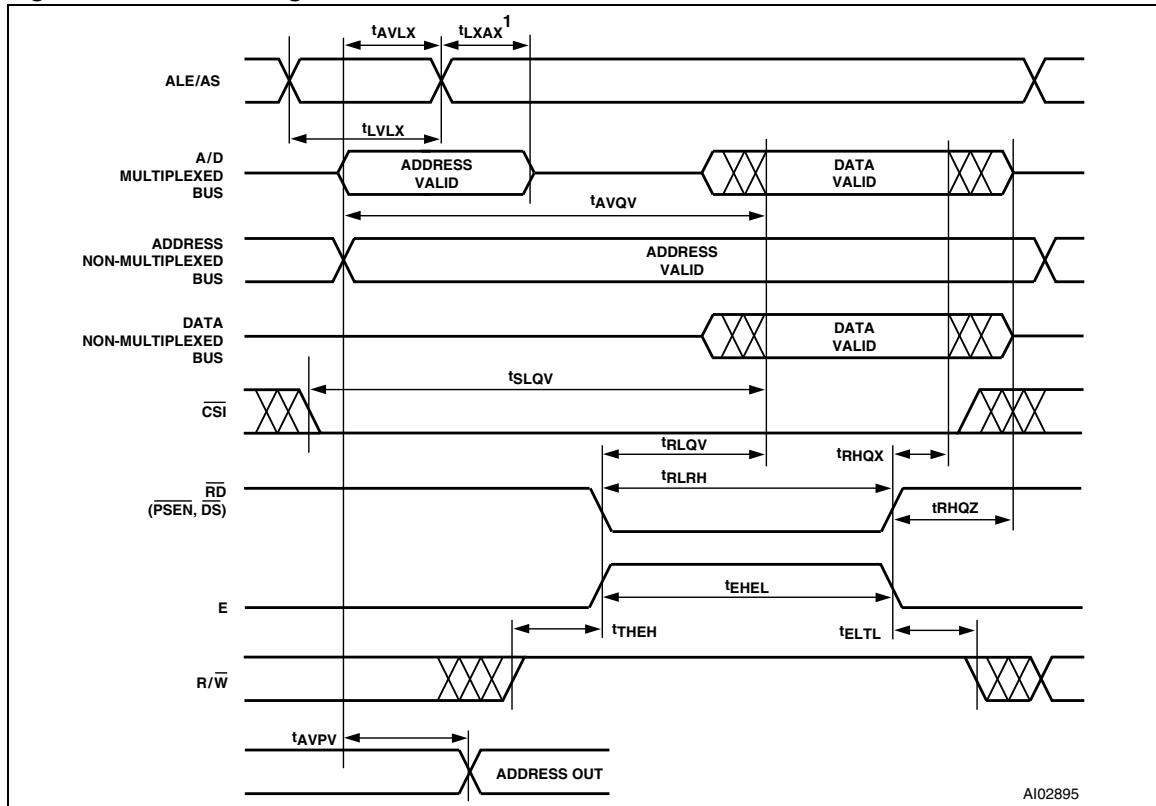 tAVLX
tLXAX 1
ALE/AS
tLVLX
A/D
MULTIPLEXED
BUS
ADDRESS
VALID
DATA
VALID
tAVQV
ADDRESS
NON-MULTIPLEXED
BUS
ADDRESS
VALID
DATA
NON-MULTIPLEXED
BUS
DATA
VALID
tSLQV
CSI
tRLQV
tRHQX
tRLRH
RD
(PSEN, DS)
tRHQZ
tEHEL
E
tTHEH
tELTL
R/W
tAVPV
ADDRESS OUT
AI02895